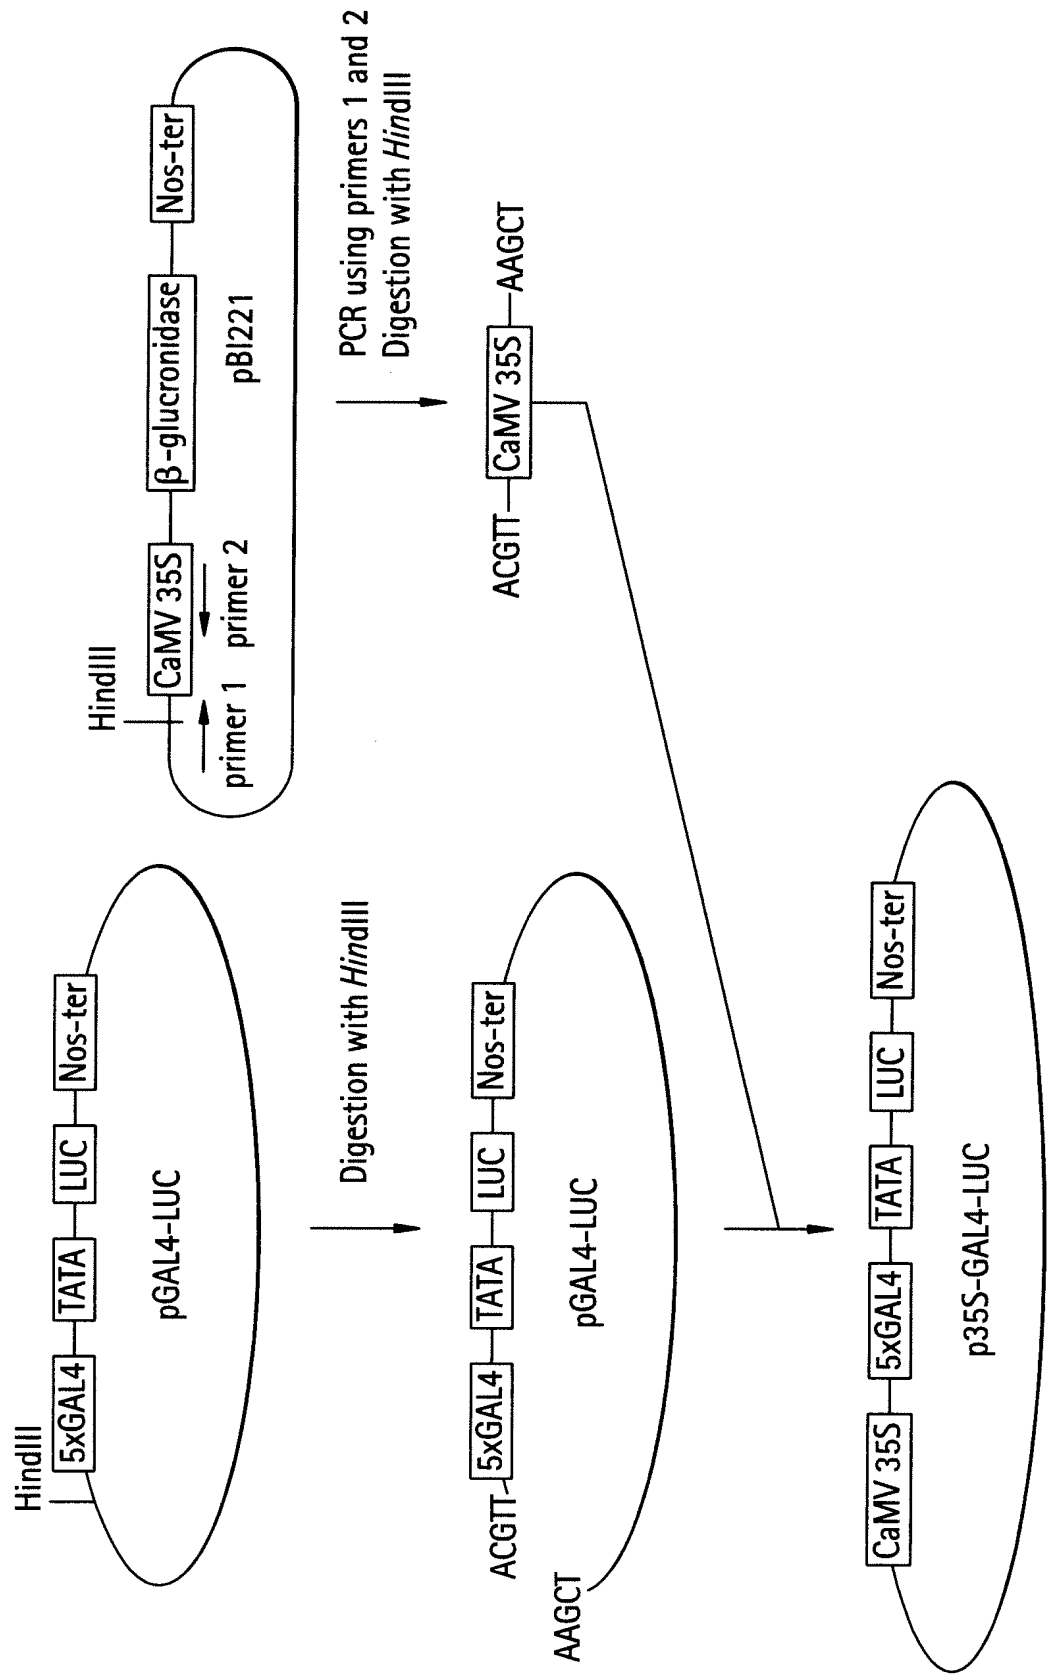 HindIII
5xGAL4
TATA
LUC
Nos-ter
pGAL4-LUC
HindIII
CaMV 35S
β-glucronidase
Nos-ter
primer 1
primer 2
pBI221
Digestion with HindIII
PCR using primers 1 and 2
Digestion with HindIII
ACGTT
5xGAL4
TATA
LUC
Nos-ter
AAGCT
pGAL4-LUC
ACGTT
CaMV 35S
AAGCT
CaMV 35S
5xGAL4
TATA
LUC
Nos-ter
p35S-GAL4-LUC